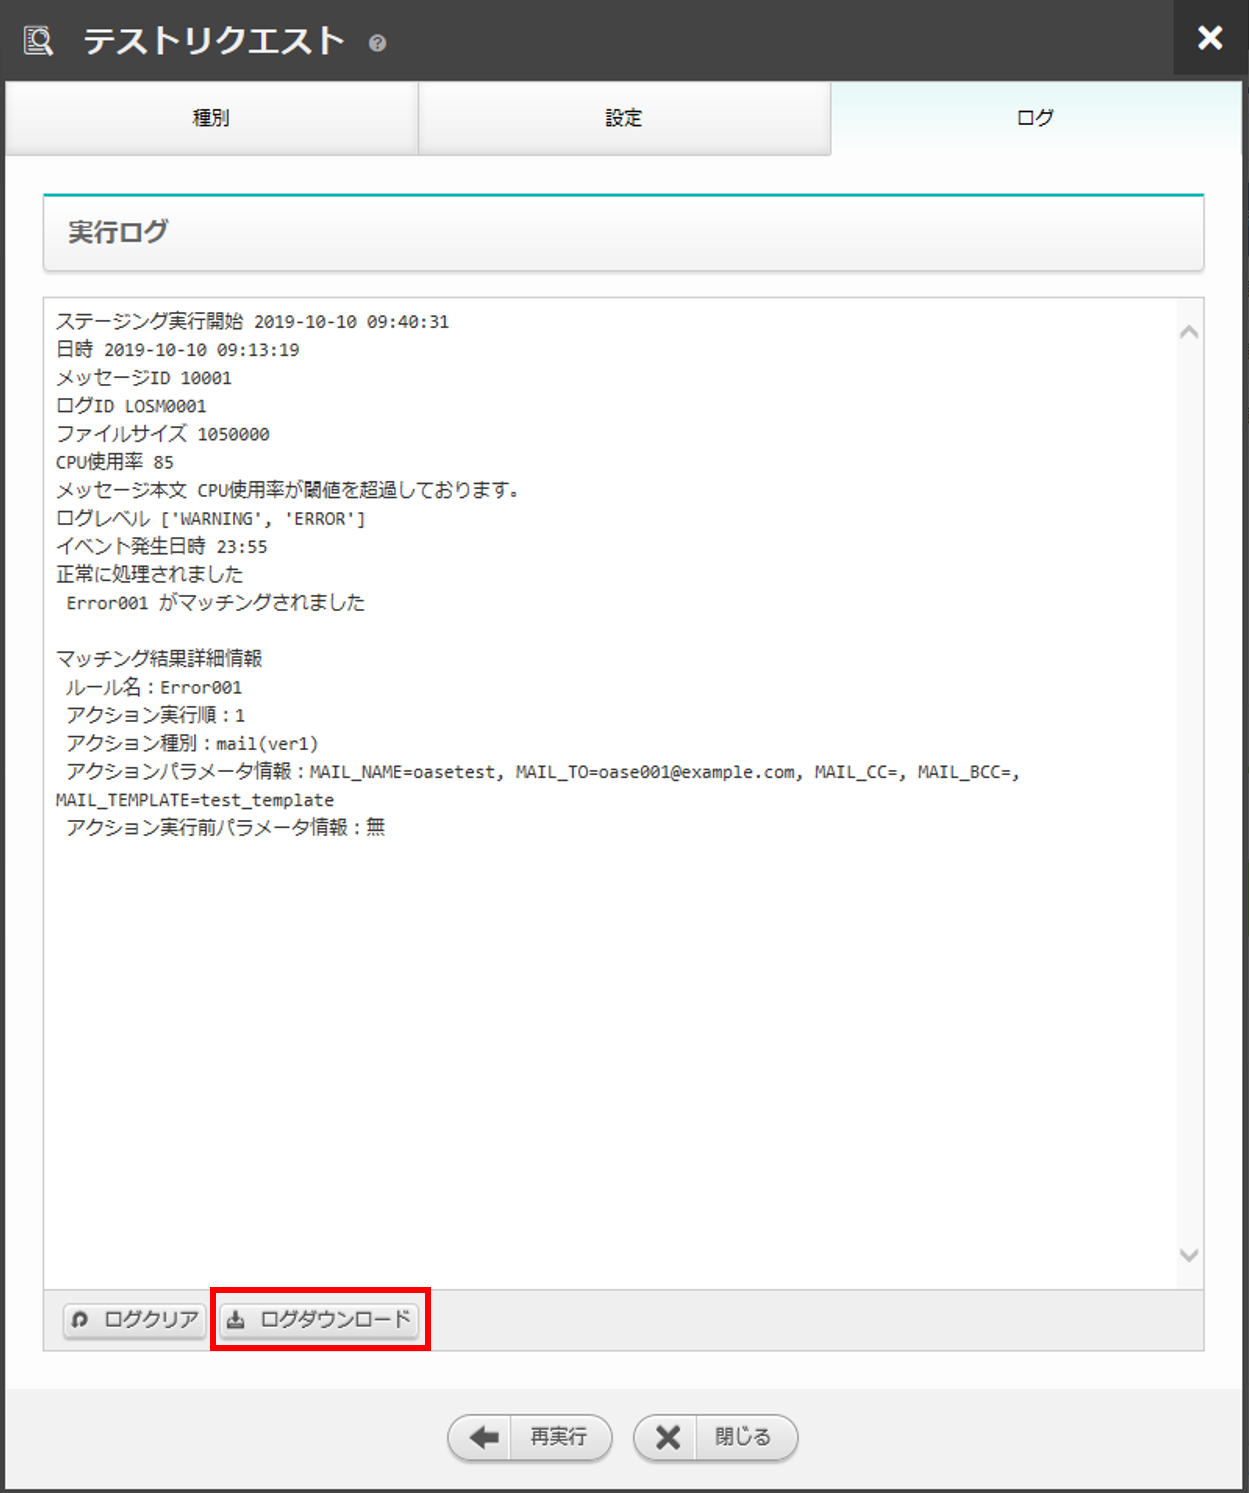 テストリクエスト ?
種別
設定
ログ
実行ログ
ステージング実行開始 2019-10-10 09:40:31
日時 2019-10-10 09:13:19
メッセージID 10001
ログID LOSM0001
ファイルサイズ 1050000
CPU使用率 85
メッセージ本文 CPU使用率が閾値を超過しております。
ログレベル ['WARNING', 'ERROR']
イベント発生日時 23:55
正常に処理されました
Error001 がマッチングされました
マッチング結果詳細情報
ルール名：Error001
アクション実行順：1
アクション種別：mail(ver1)
アクションパラメータ情報：MAIL_NAME=oasetest, MAIL_TO=oase001@example.com, MAIL_CC=, MAIL_BCC=,
MAIL_TEMPLATE=test_template
アクション実行前パラメータ情報：無
ログクリア
ログダウンロード
再実行
閉じる